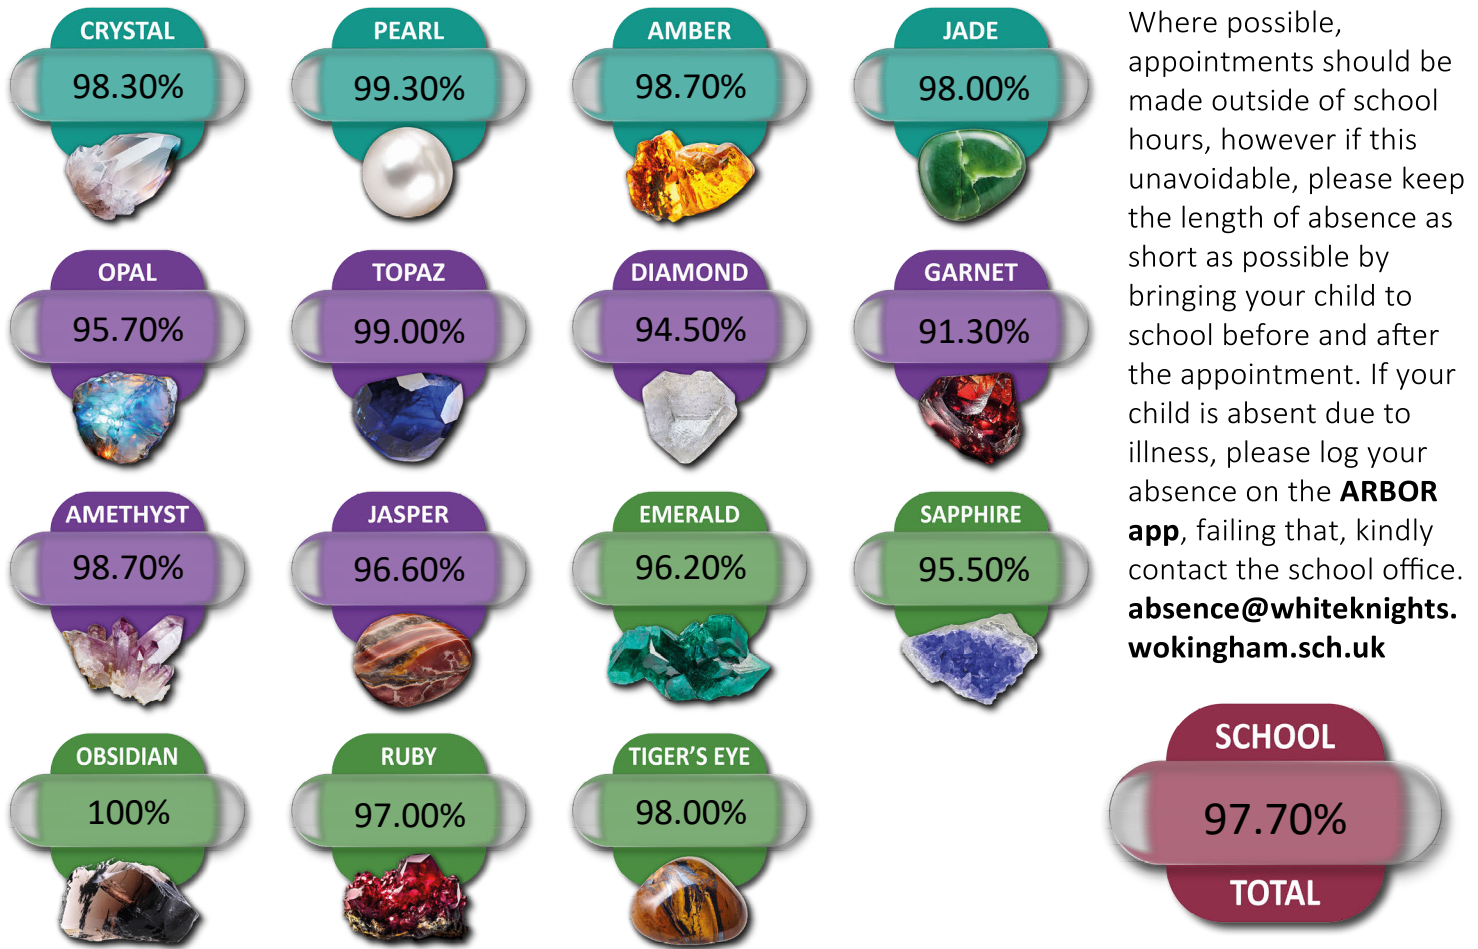 CRYSTAL
98.30%
PEARL
99.30%
AMBER
98.70%
JADE
98.00%
OPAL
95.70%
TOPAZ
99.00%
DIAMOND
94.50%
GARNET
91.30%
AMETHYST
98.70%
JASPER
96.60%
EMERALD
96.20%
SAPPHIRE
95.50%
OBSIDIAN
100%
RUBY
97.00%
TIGER'S EYE
98.00%
Where possible,
appointments should be
made outside of school
hours, however if this
unavoidable, please keep
the length of absence as
short as possible by
bringing your child to
school before and after
the appointment. If your
child is absent due to
illness, please log your
absence on the ARBOR
app, failing that, kindly
contact the school office.
absence@whiteknights.
wokingham.sch.uk
SCHOOL
97.70%
TOTAL